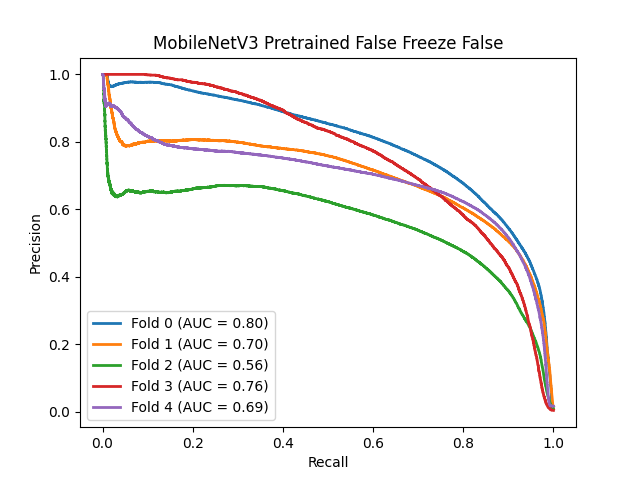 MobileNetV3 Pretrained False Freeze False
Precision
1.0
0.8
0.6
0.4
0.2
0.0
Fold 0 (AUC = 0.80)
Fold 1 (AUC = 0.70)
Fold 2 (AUC = 0.56)
Fold 3 (AUC = 0.76)
Fold 4 (AUC = 0.69)
0.0 0.2 0.4 0.6 0.8 1.0
Recall